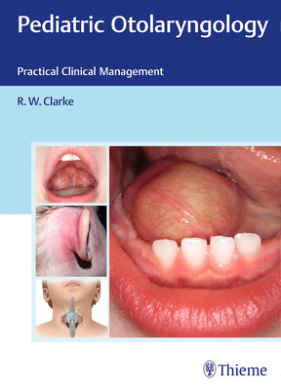 Pediatric Otolaryngology
Practical Clinical Management
R. W. Clarke
Thieme